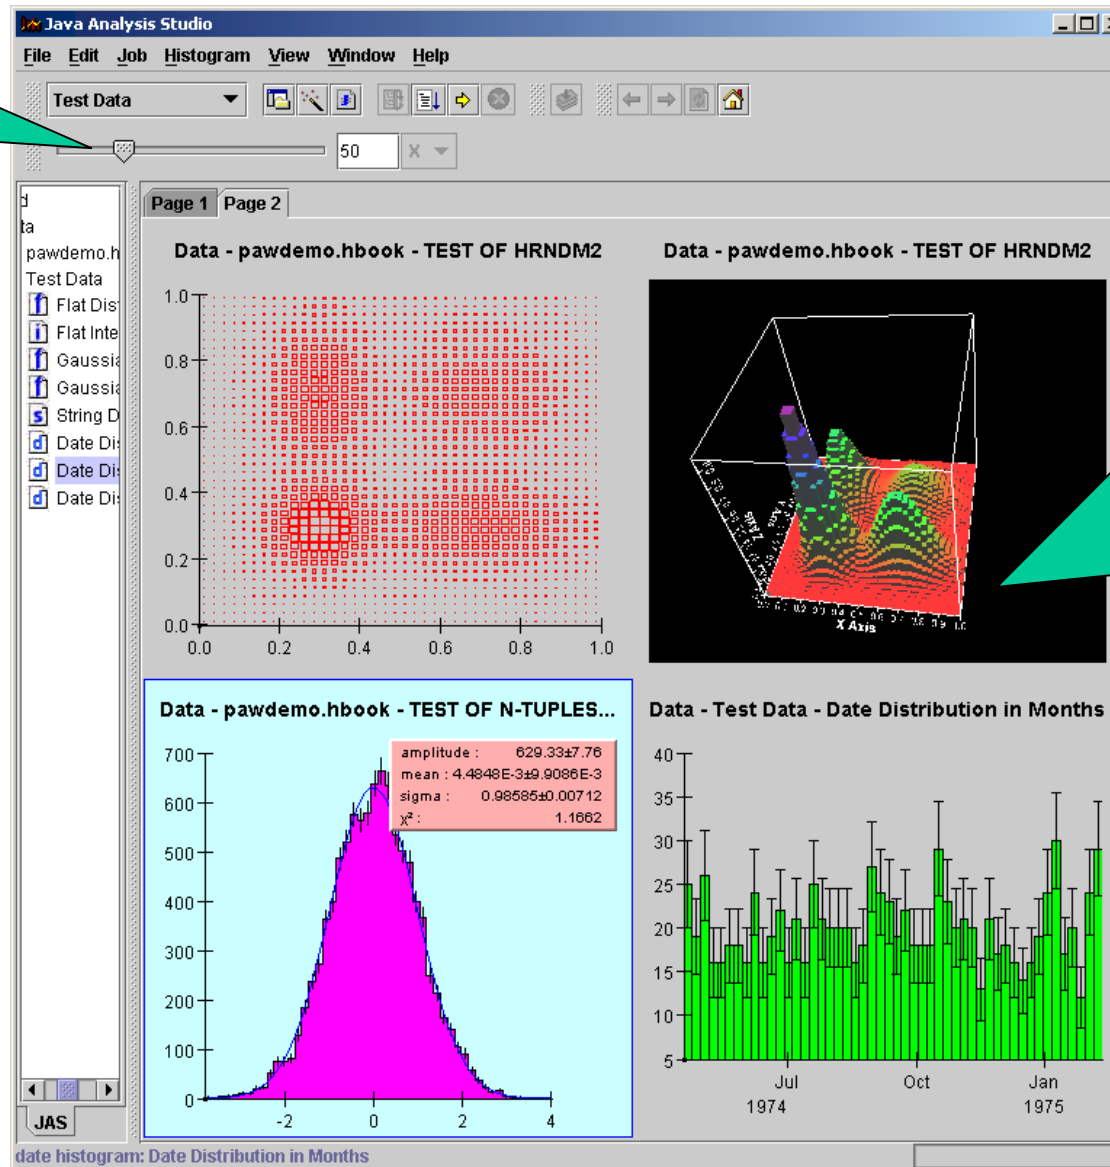 Java Analysis Studio
File Edit Job Histogram View Window Help
Test Data
50 X
Page 1 Page 2
d
ta
pawdemo.h
Test Data
Flat Dis
Flat Inte
Gaussia
Gaussia
String D
Date Dis
Date Dis
Date Dis
JAS
Data - pawdemo.hbook - TEST OF HRNDM2
1.0
0.8
0.6
0.4
0.2
0.0
0.0 0.2 0.4 0.6 0.8 1.0
Data - pawdemo.hbook - TEST OF HRNDM2
X Axis
Data - pawdemo.hbook - TEST OF N-TUPLES...
700
600
500
400
300
200
100
0
-2 0 2 4
amplitude : 629.33±7.76
mean : 4.4848E-3±9.9086E-3
sigma : 0.98585±0.00712
χ² : 1.1662
Data - Test Data - Date Distribution in Months
40
35
30
25
20
15
10
5
Jul Oct Jan
1974 1975
date histogram: Date Distribution in Months